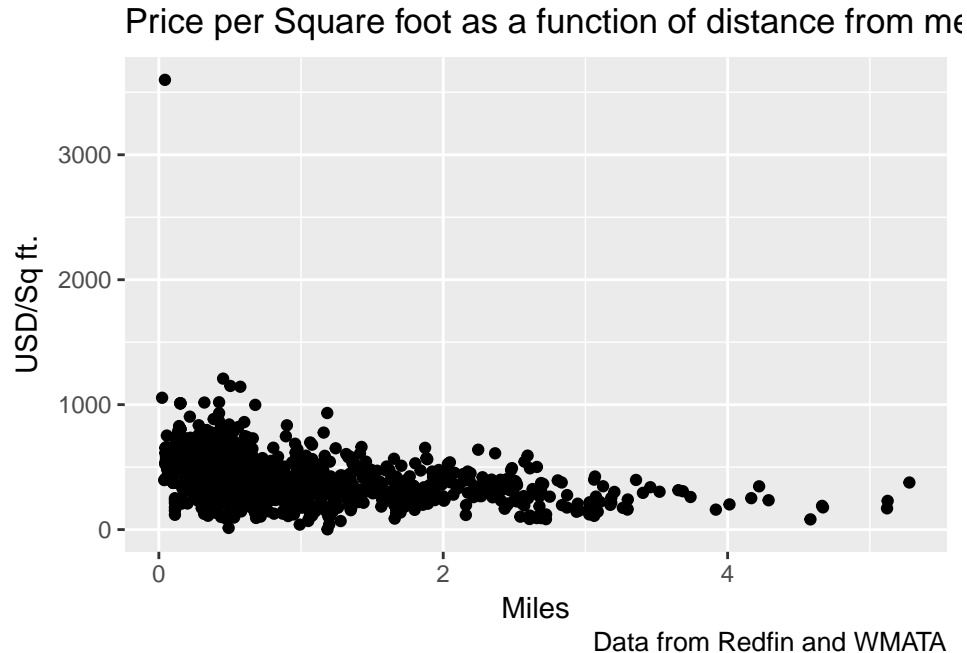 Price per Square foot as a function of distance from me
3000
2000
1000
0
USD/Sq ft.
0 2 4
Miles
Data from Redfin and WMATA